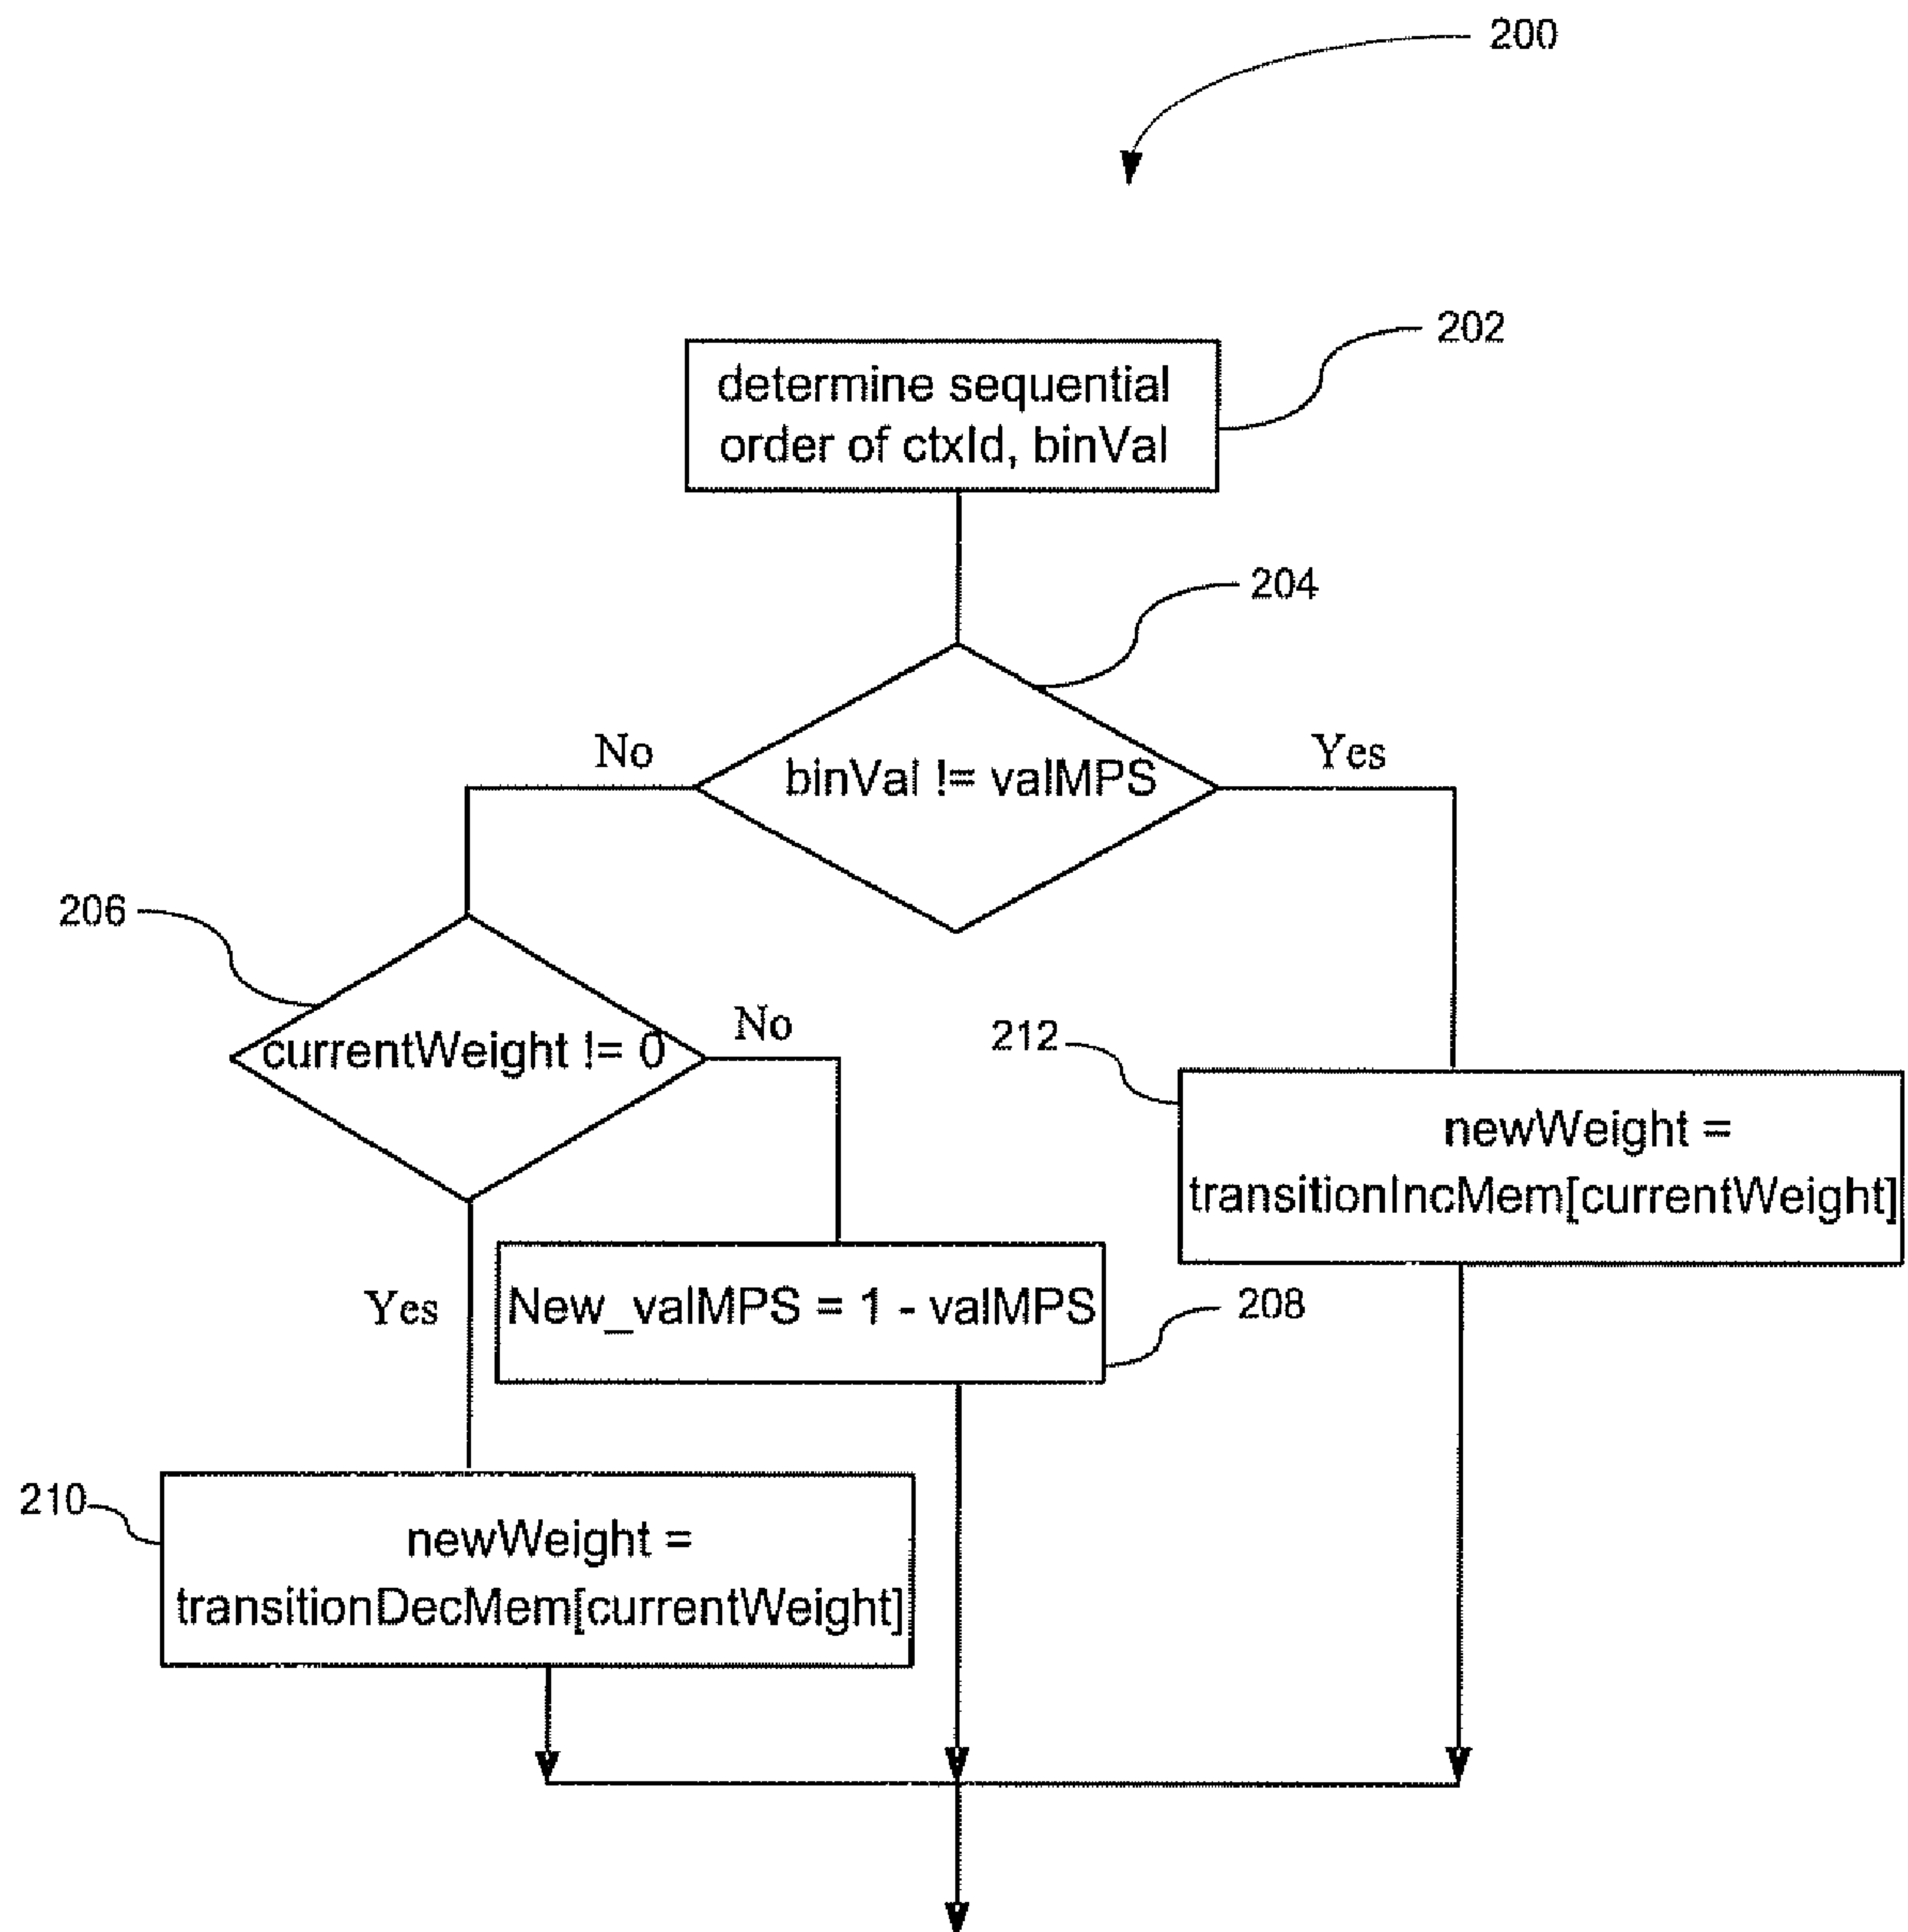 200
202
determine sequential
order of ctxId, binVal
204
No
Yes
binVal != valMPS
206
currentWeight != 0
No
212
newWeight =
transitionIncMem[currentWeight]
Yes
New_valMPS = 1 - valMPS
208
210
newWeight =
transitionDecMem[currentWeight]